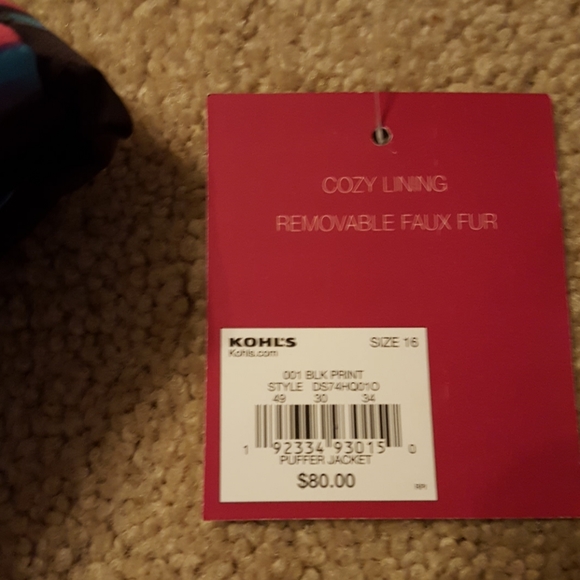 COZY LINING
REMOVABLE FAUX FUR
KOHL'S SIZE 16
Kohls.com
001 BLK PRINT
STYLE DS74HQ01O
49 30 34
1 92334 93015 0
PUFFER JACKET
$80.00